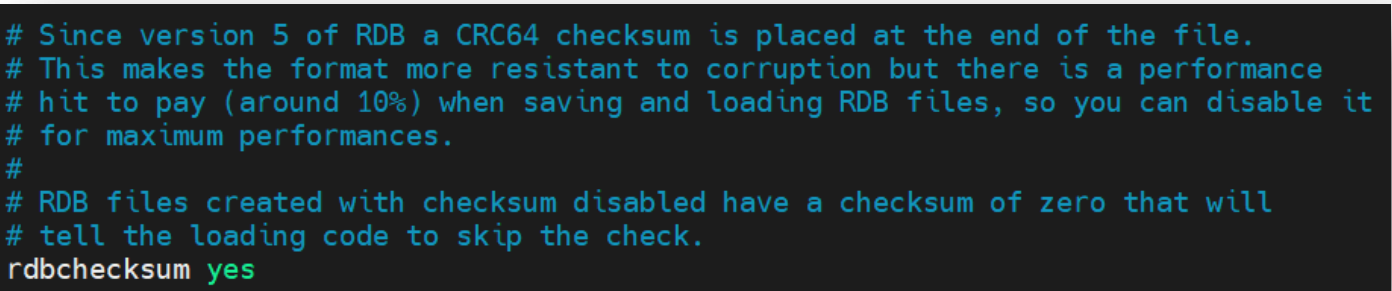 # Since version 5 of RDB a CRC64 checksum is placed at the end of the file.
# This makes the format more resistant to corruption but there is a performance
# hit to pay (around 10%) when saving and loading RDB files, so you can disable it
# for maximum performances.
#
# RDB files created with checksum disabled have a checksum of zero that will
# tell the loading code to skip the check.
rdbchecksum yes